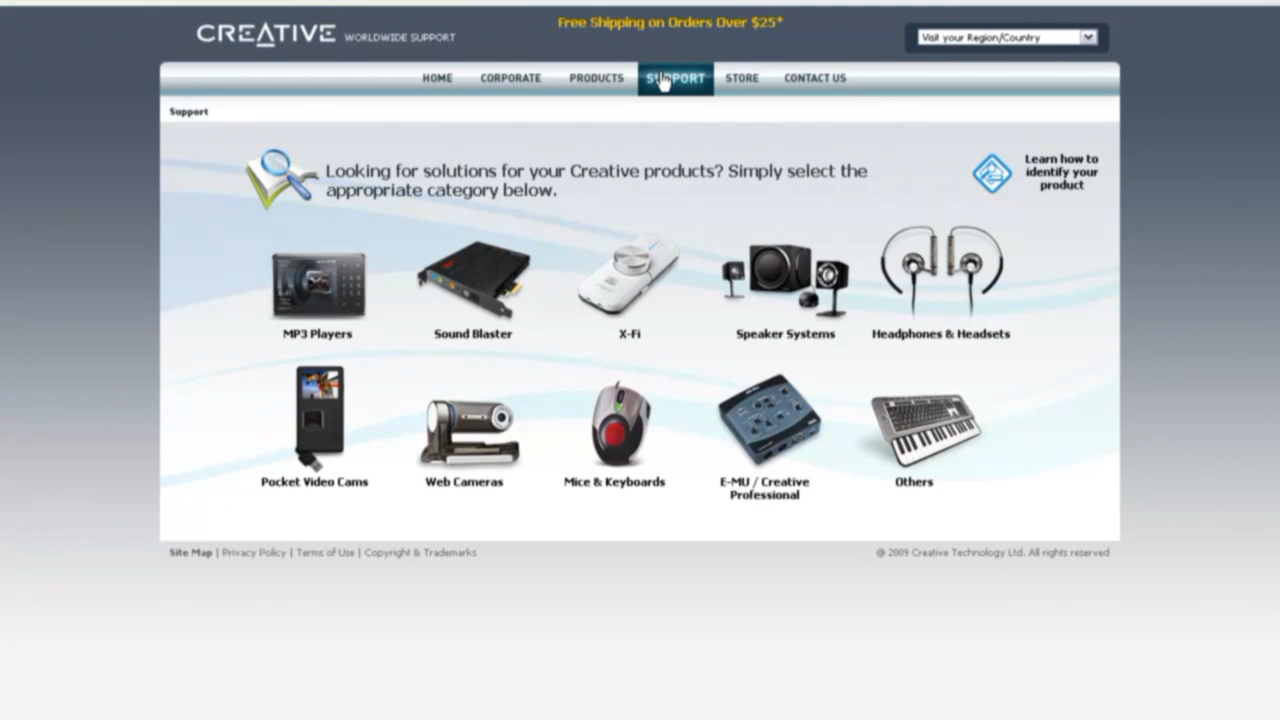 Free Shipping on Orders Over $25*
CREATIVE WORLDWIDE SUPPORT
Visit your Region/Country
HOME CORPORATE PRODUCTS SUPPORT STORE CONTACT US
Support
Looking for solutions for your Creative products? Simply select the
appropriate category below.
Learn how to
identify your
product
MP3 Players Sound Blaster X-Fi Speaker Systems Headphones & Headsets
Pocket Video Cams Web Cameras Mice & Keyboards E-MU / Creative
Professional Others
Site Map | Privacy Policy | Terms of Use | Copyright & Trademarks
@ 2009 Creative Technology Ltd. All rights reserved